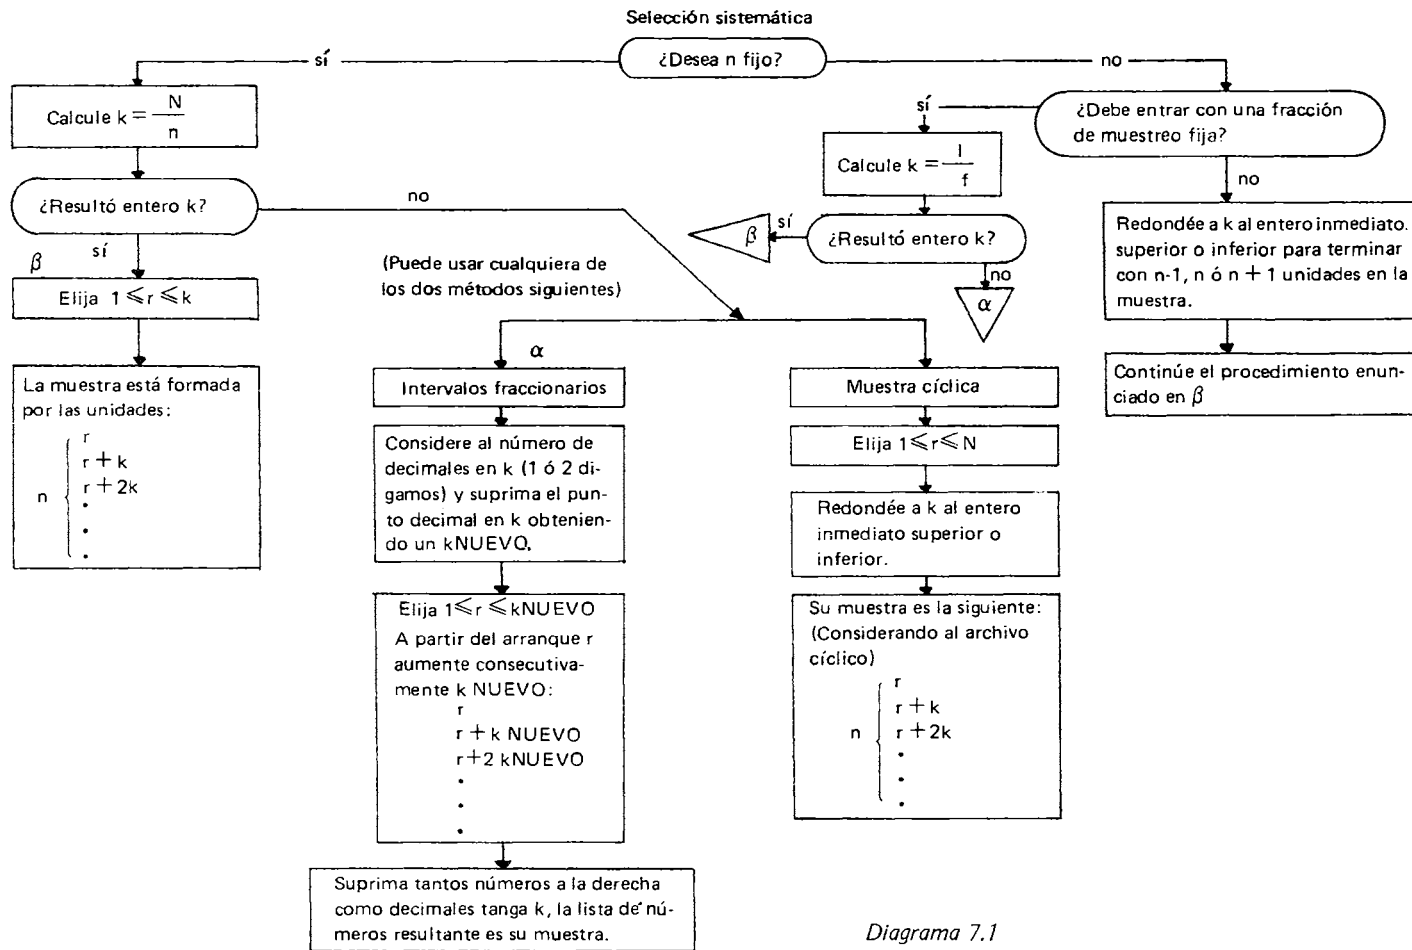 Selección sistemática
¿Desea n fijo?
sí
no
Calcule k = N
n
¿Debe entrar con una fracción
de muestreo fija?
sí
no
Calcule k = I
f
¿Resultó entero k?
no
sí
β
Elija 1 ≤ r ≤ k
La muestra está formada
por las unidades:
n
r
r + k
r + 2k
.
.
.
¿Resultó entero k?
sí
β
no
α
Redondée a k al entero inmediato.
superior o inferior para terminar
con n-1, n ó n + 1 unidades en la
muestra.
Continúe el procedimiento enun-
ciado en β
(Puede usar cualquiera de
los dos métodos siguientes)
α
Intervalos fraccionarios
Considere al número de
decimales en k (1 ó 2 di-
gamos) y suprima el pun-
to decimal en k obtenien-
do un kNUEVO.
Elija 1≤r ≤ kNUEVO
A partir del arranque r
aumente consecutiva-
mente k NUEVO:
r
r + k NUEVO
r+2 kNUEVO
.
.
.
Suprima tantos números a la derecha
como decimales tanga k, la lista de nú-
meros resultante es su muestra.
Muestra cíclica
Elija 1≤r≤N
Redondée a k al entero
inmediato superior o
inferior.
Su muestra es la siguiente:
(Considerando al archivo
cíclico)
n
r
r + k
r + 2k
.
.
.
Diagrama 7.1